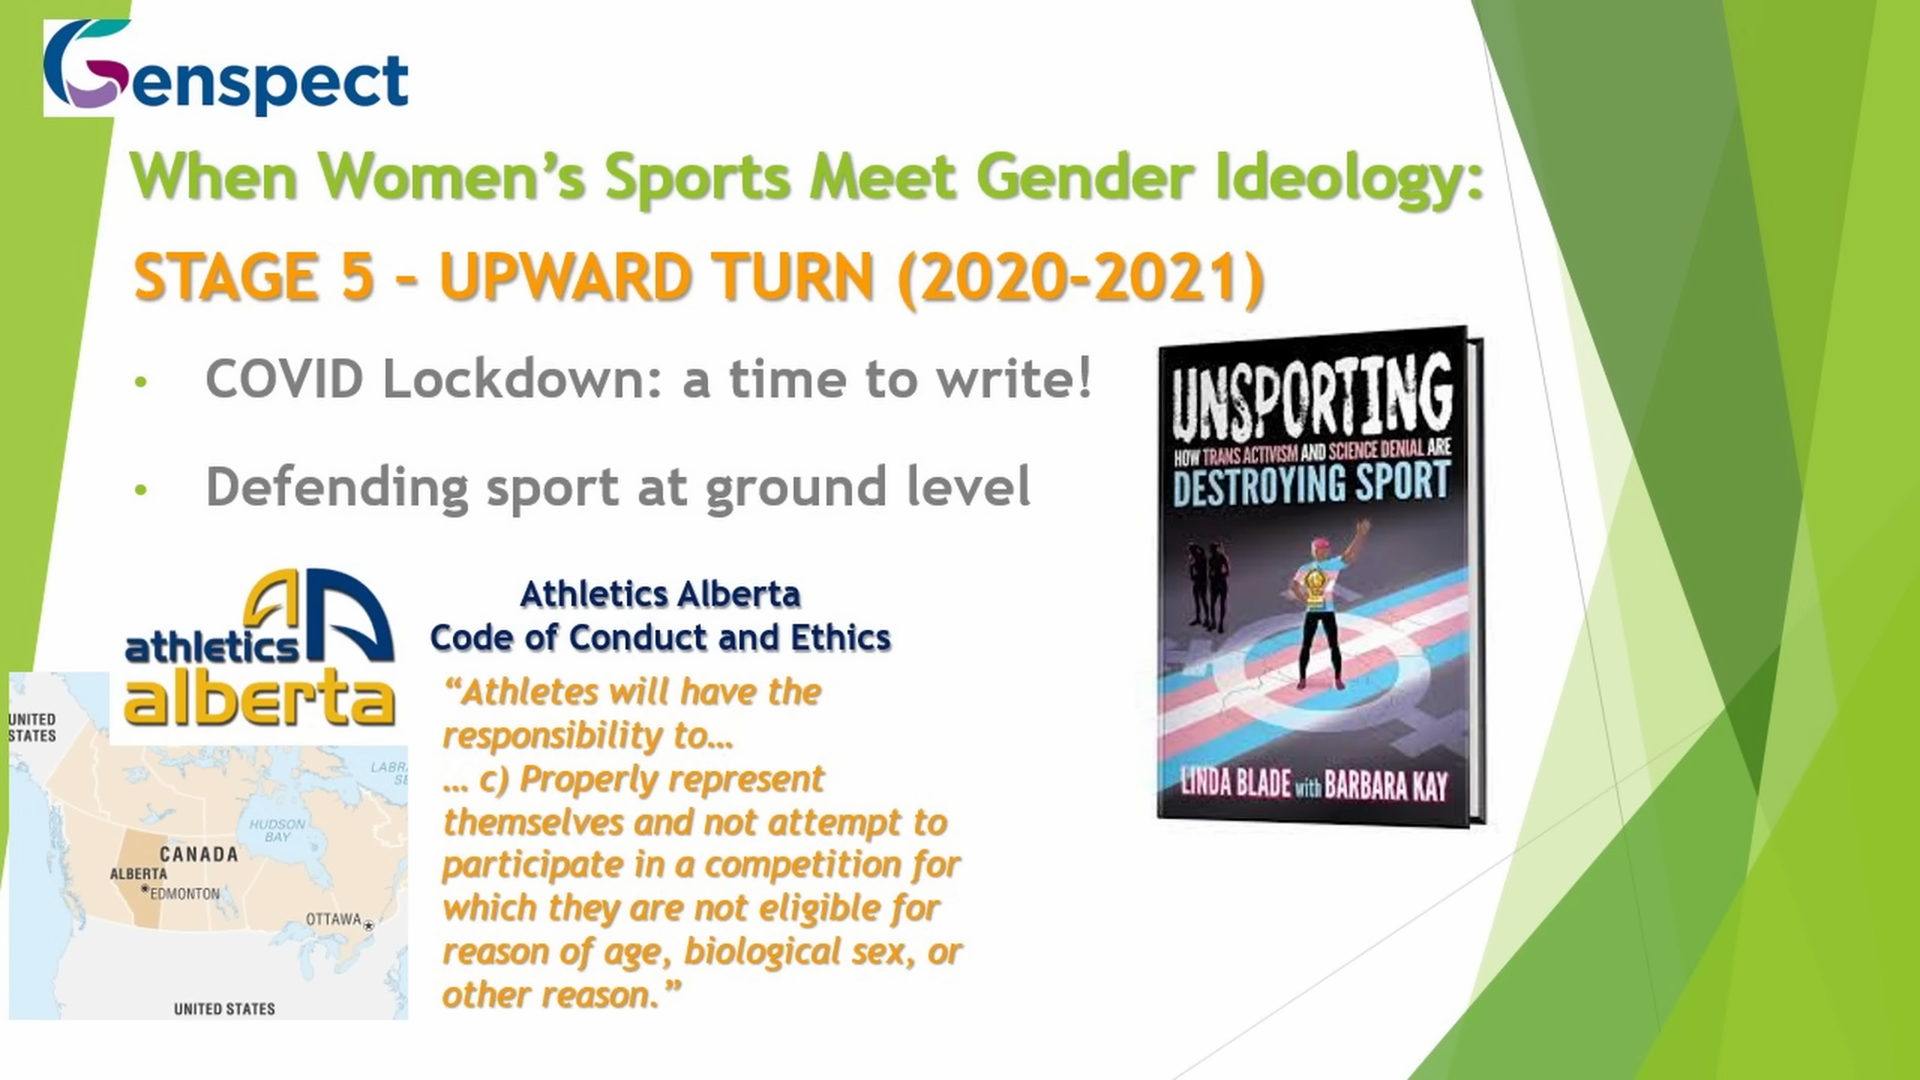 Genspect
When Women’s Sports Meet Gender Ideology:
STAGE 5 – UPWARD TURN (2020-2021)
• COVID Lockdown: a time to write!
• Defending sport at ground level
UNSPORTING
HOW TRANS ACTIVISM AND SCIENCE DENIAL ARE
DESTROYING SPORT
LINDA BLADE with BARBARA KAY
athletics
alberta
Athletics Alberta
Code of Conduct and Ethics
“Athletes will have the
responsibility to…
… c) Properly represent
themselves and not attempt to
participate in a competition for
which they are not eligible for
reason of age, biological sex, or
other reason.”
UNITED
STATES
HUDSON
BAY
CANADA
ALBERTA
EDMONTON
OTTAWA
UNITED STATES